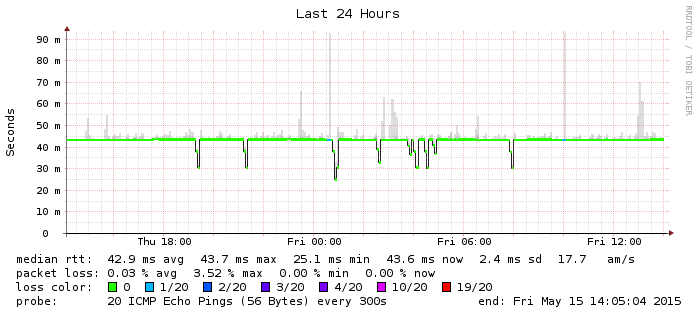 Last 24 Hours
RRDTOOL / TOBI OETIKER
Seconds
90 m
80 m
70 m
60 m
50 m
40 m
30 m
20 m
10 m
0
Thu 18:00 Fri 00:00 Fri 06:00 Fri 12:00
median rtt: 42.9 ms avg 43.7 ms max 25.1 ms min 43.6 ms now 2.4 ms sd 17.7 am/s
packet loss: 0.03 % avg 3.52 % max 0.00 % min 0.00 % now
loss color: 0 1/20 2/20 3/20 4/20 10/20 19/20
probe: 20 ICMP Echo Pings (56 Bytes) every 300s end: Fri May 15 14:05:04 2015